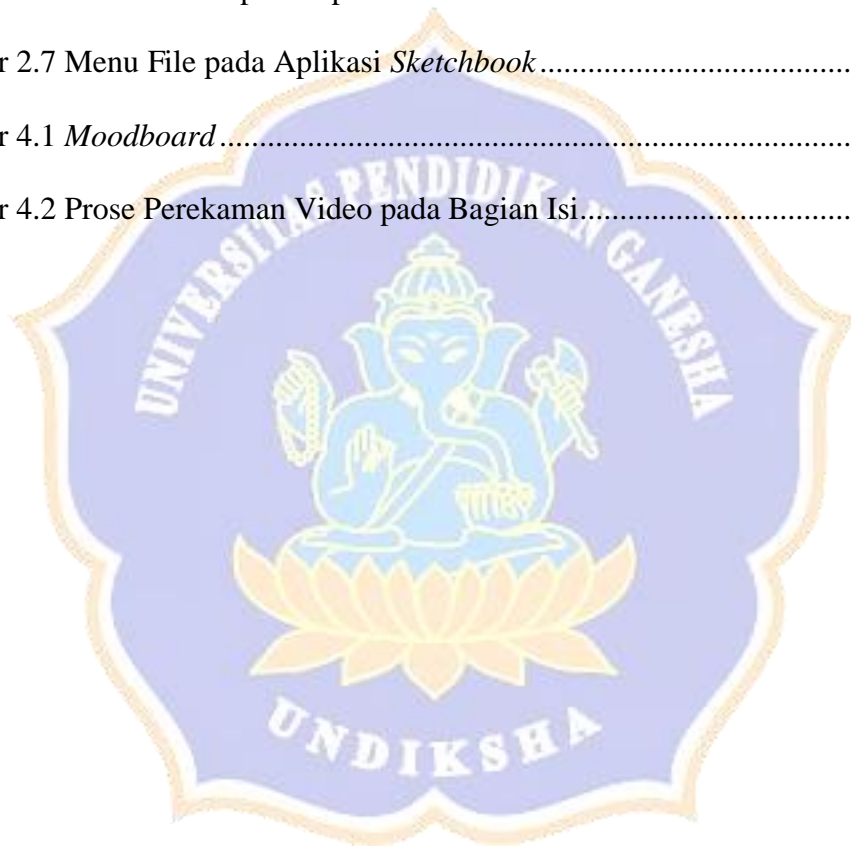 r 2.7 Menu File pada Aplikasi Sketchbook....................................
r 4.1 Moodboard................................................................................
r 4.2 Prose Perekaman Video pada Bagian Isi...............................
UNIVERSITAS PENDIDIKAN GANESHA
UNDIKSHA